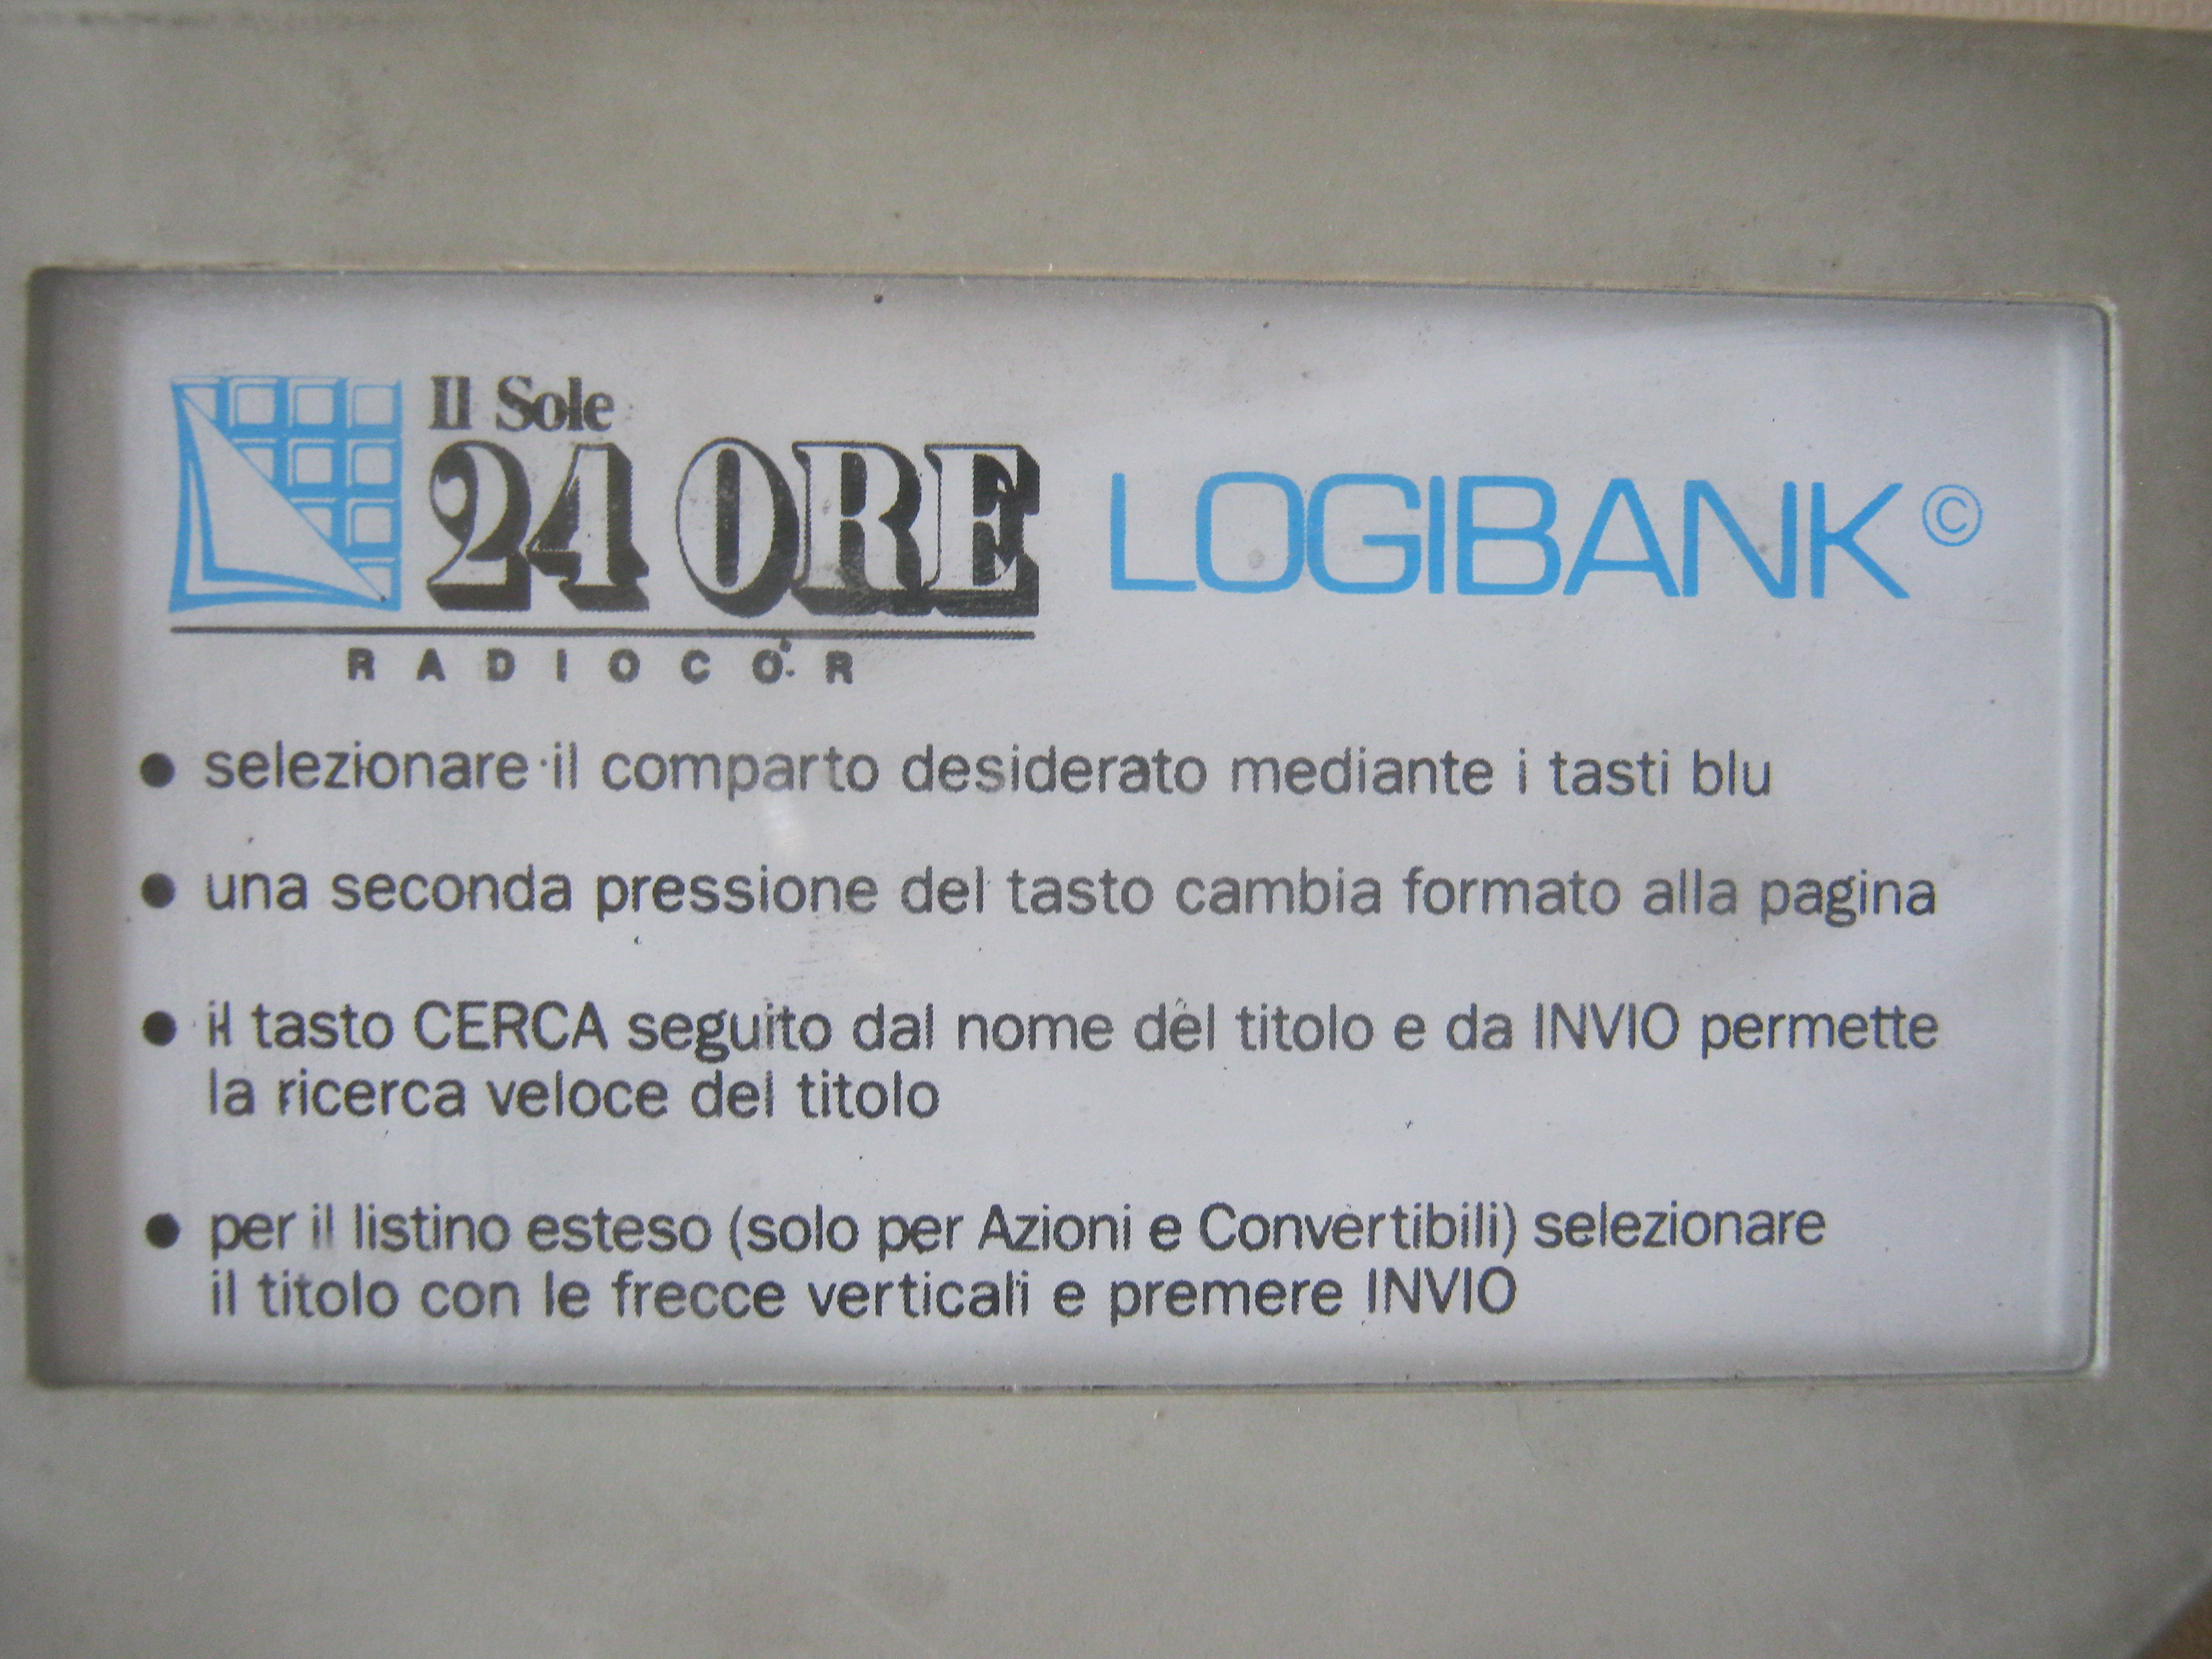 Il Sole
24 ORE
LOGIBANK ©
RADIOCOR
• selezionare il comparto desiderato mediante i tasti blu
• una seconda pressione del tasto cambia formato alla pagina
• il tasto CERCA seguito dal nome del titolo e da INVIO permette
la ricerca veloce del titolo
• per il listino esteso (solo per Azioni e Convertibili) selezionare
il titolo con le frecce verticali e premere INVIO